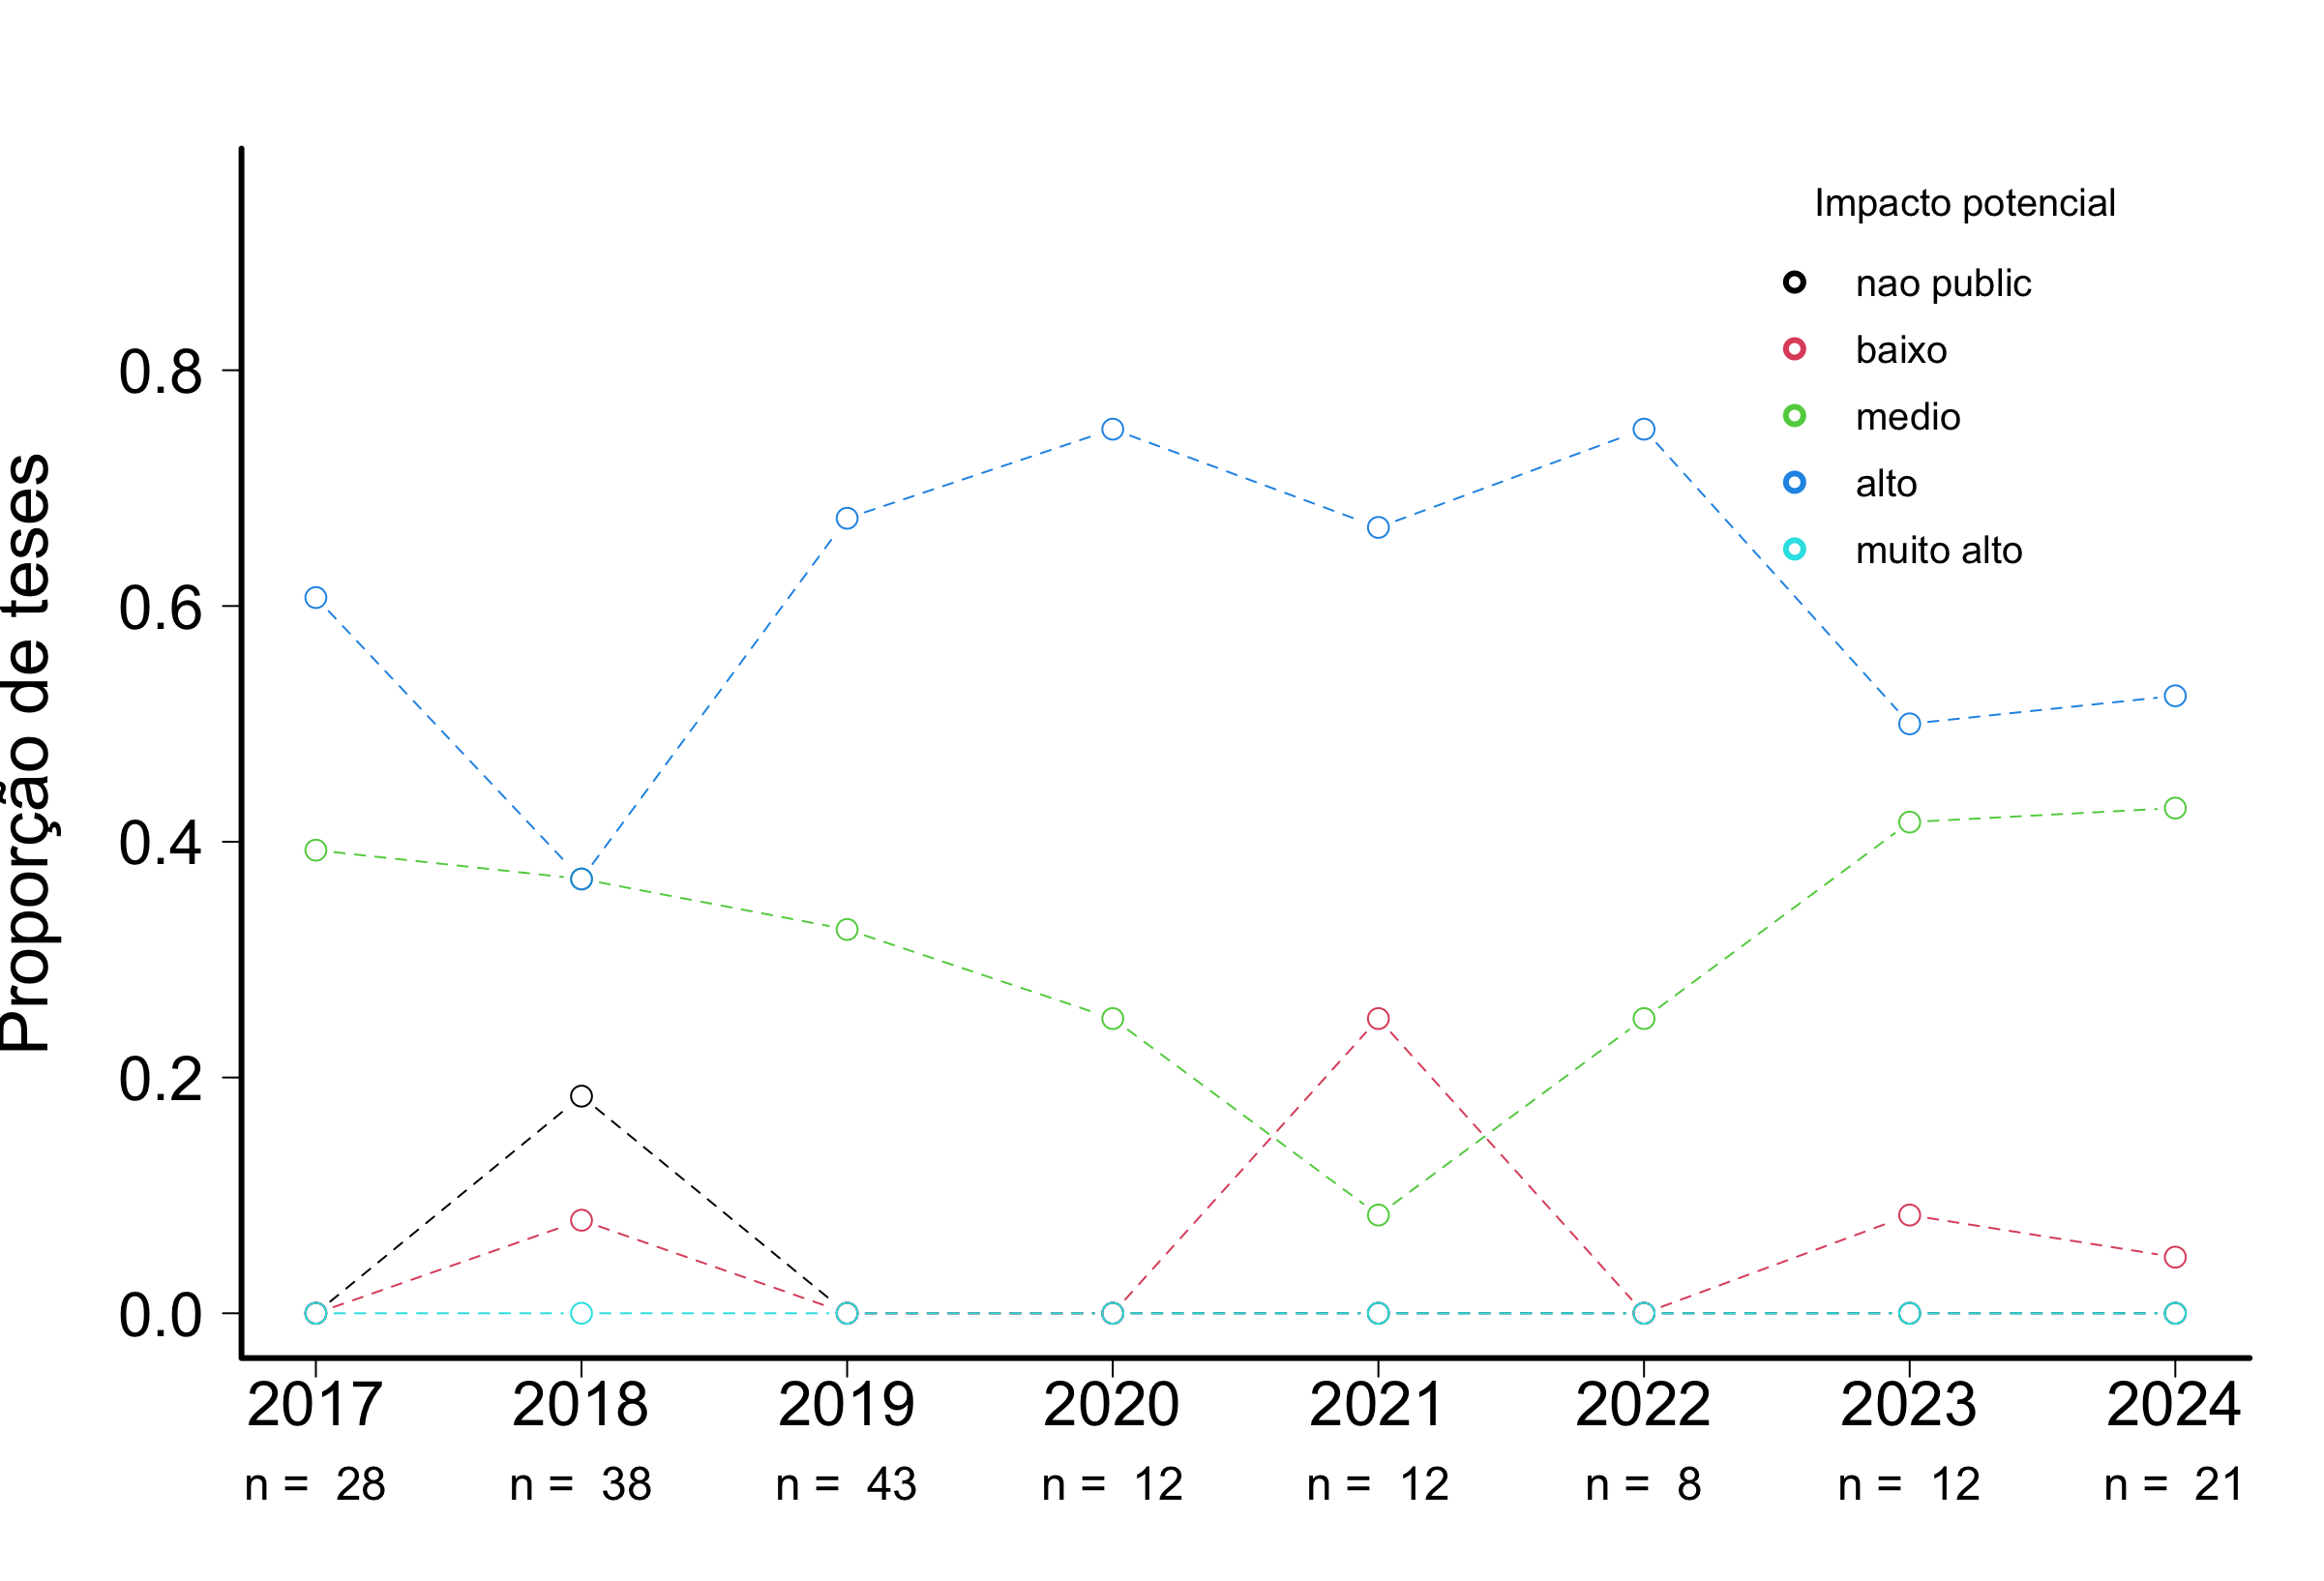 Proporção de teses
0.8
0.6
0.4
0.2
0.0
Impacto potencial
nao public
baixo
medio
alto
muito alto
2017 2018 2019 2020 2021 2022 2023 2024
n = 28 n = 38 n = 43 n = 12 n = 12 n = 8 n = 12 n = 21